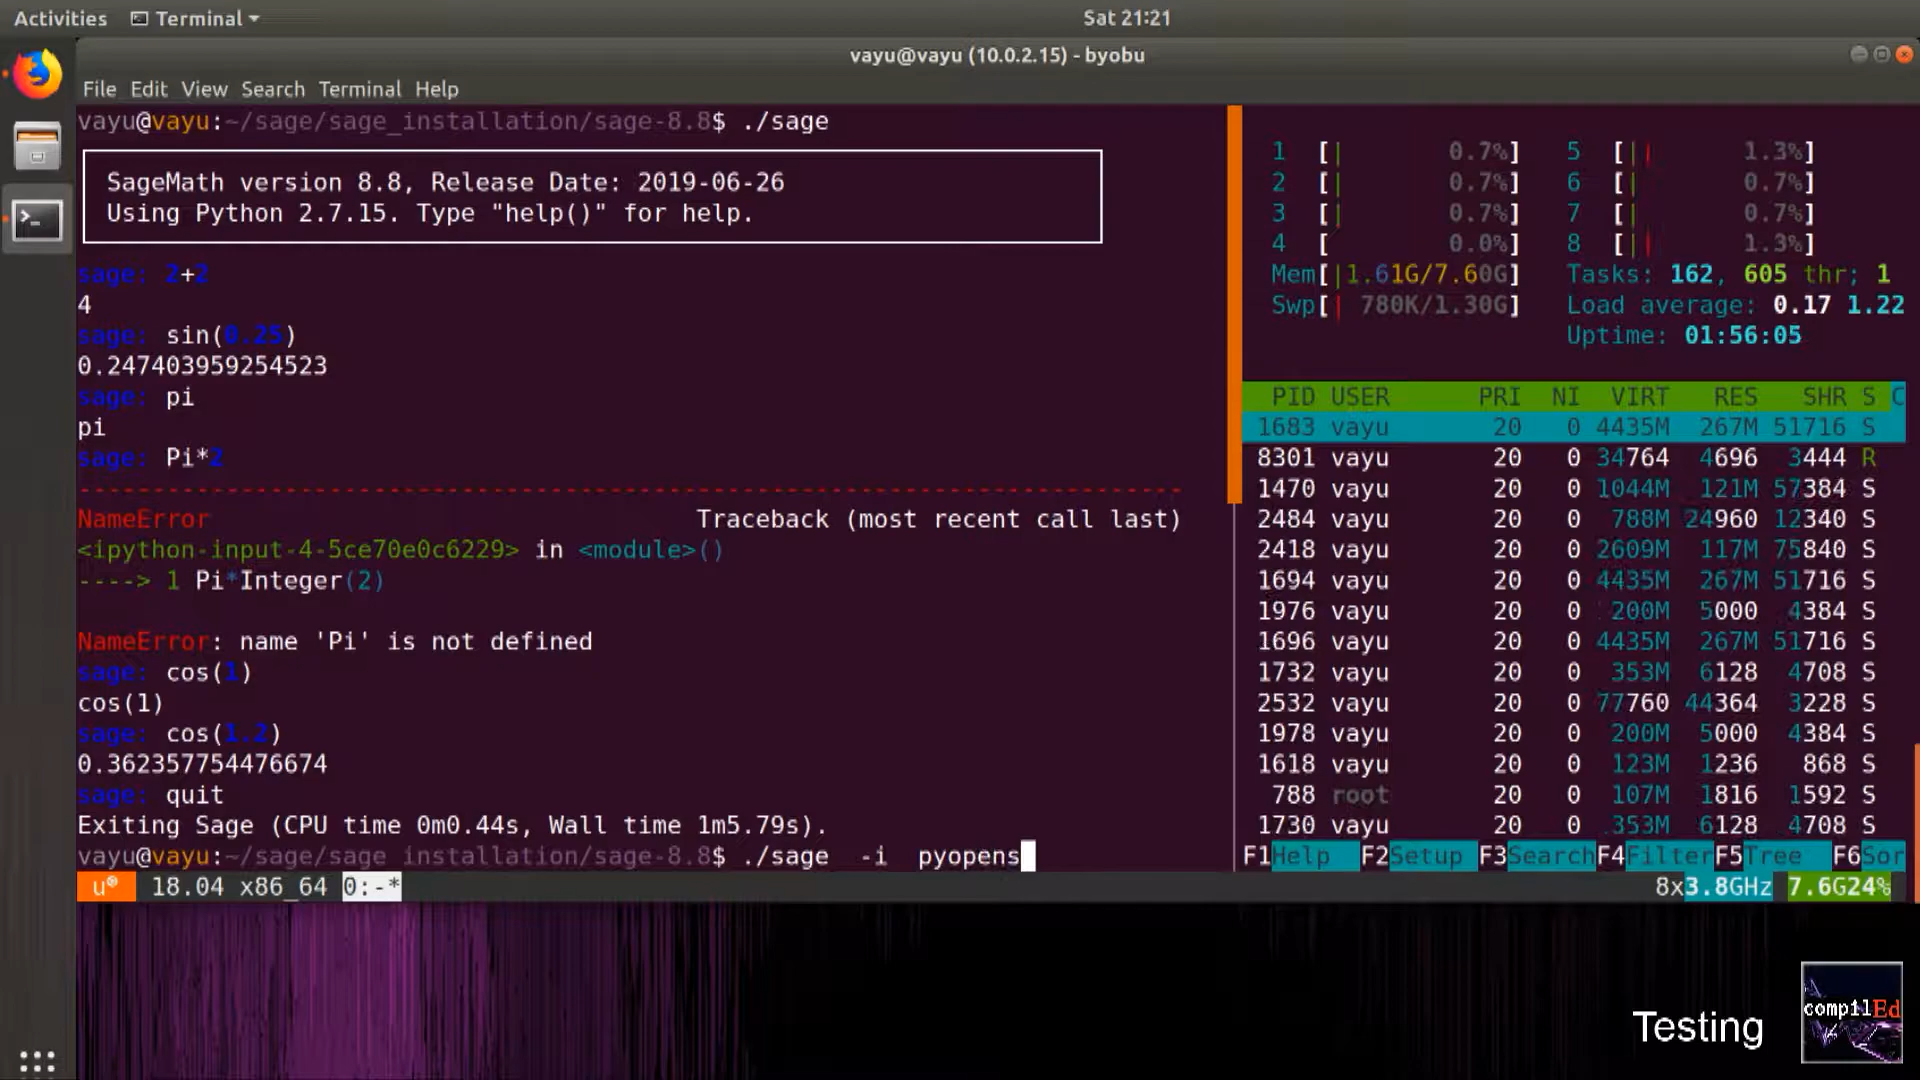 Activities Terminal Sat 21:21
vayu@vayu (10.0.2.15) - byobu
File Edit View Search Terminal Help
vayu@vayu:~/sage/sage_installation/sage-8.8$ ./sage
SageMath version 8.8, Release Date: 2019-06-26
Using Python 2.7.15. Type "help()" for help.
sage: 2+2
4
sage: sin(0.25)
0.247403959254523
sage: pi
pi
sage: Pi*2
---------------------------------------------------------------------------
NameError Traceback (most recent call last)
<ipython-input-4-5ce70e0c6229> in <module>()
----> 1 Pi*Integer(2)
NameError: name 'Pi' is not defined
sage: cos(1)
cos(1)
sage: cos(1.2)
0.362357754476674
sage: quit
Exiting Sage (CPU time 0m0.44s, Wall time 1m5.79s).
vayu@vayu:~/sage/sage_installation/sage-8.8$ ./sage -i pyopens
1 [| 0.7%] 5 [|| 1.3%]
2 [| 0.7%] 6 [| 0.7%]
3 [| 0.7%] 7 [| 0.7%]
4 [ 0.0%] 8 [|| 1.3%]
Mem[|1.61G/7.60G] Tasks: 162, 605 thr; 1
Swp[| 780K/1.30G] Load average: 0.17 1.22
Uptime: 01:56:05
PID USER PRI NI VIRT RES SHR S C
1683 vayu 20 0 4435M 267M 51716 S
8301 vayu 20 0 34764 4696 3444 R
1470 vayu 20 0 1044M 121M 57384 S
2484 vayu 20 0 788M 24960 12340 S
2418 vayu 20 0 2609M 117M 75840 S
1694 vayu 20 0 4435M 267M 51716 S
1976 vayu 20 0 200M 5000 4384 S
1696 vayu 20 0 4435M 267M 51716 S
1732 vayu 20 0 353M 6128 4708 S
2532 vayu 20 0 77760 44364 3228 S
1978 vayu 20 0 200M 5000 4384 S
1618 vayu 20 0 123M 1236 868 S
788 root 20 0 107M 1816 1592 S
1730 vayu 20 0 353M 6128 4708 S
F1Help F2Setup F3Search F4Filter F5Tree F6Sor
u 18.04 x86_64 0:-* 8x3.8GHz 7.6G24%
Testing
compilEd